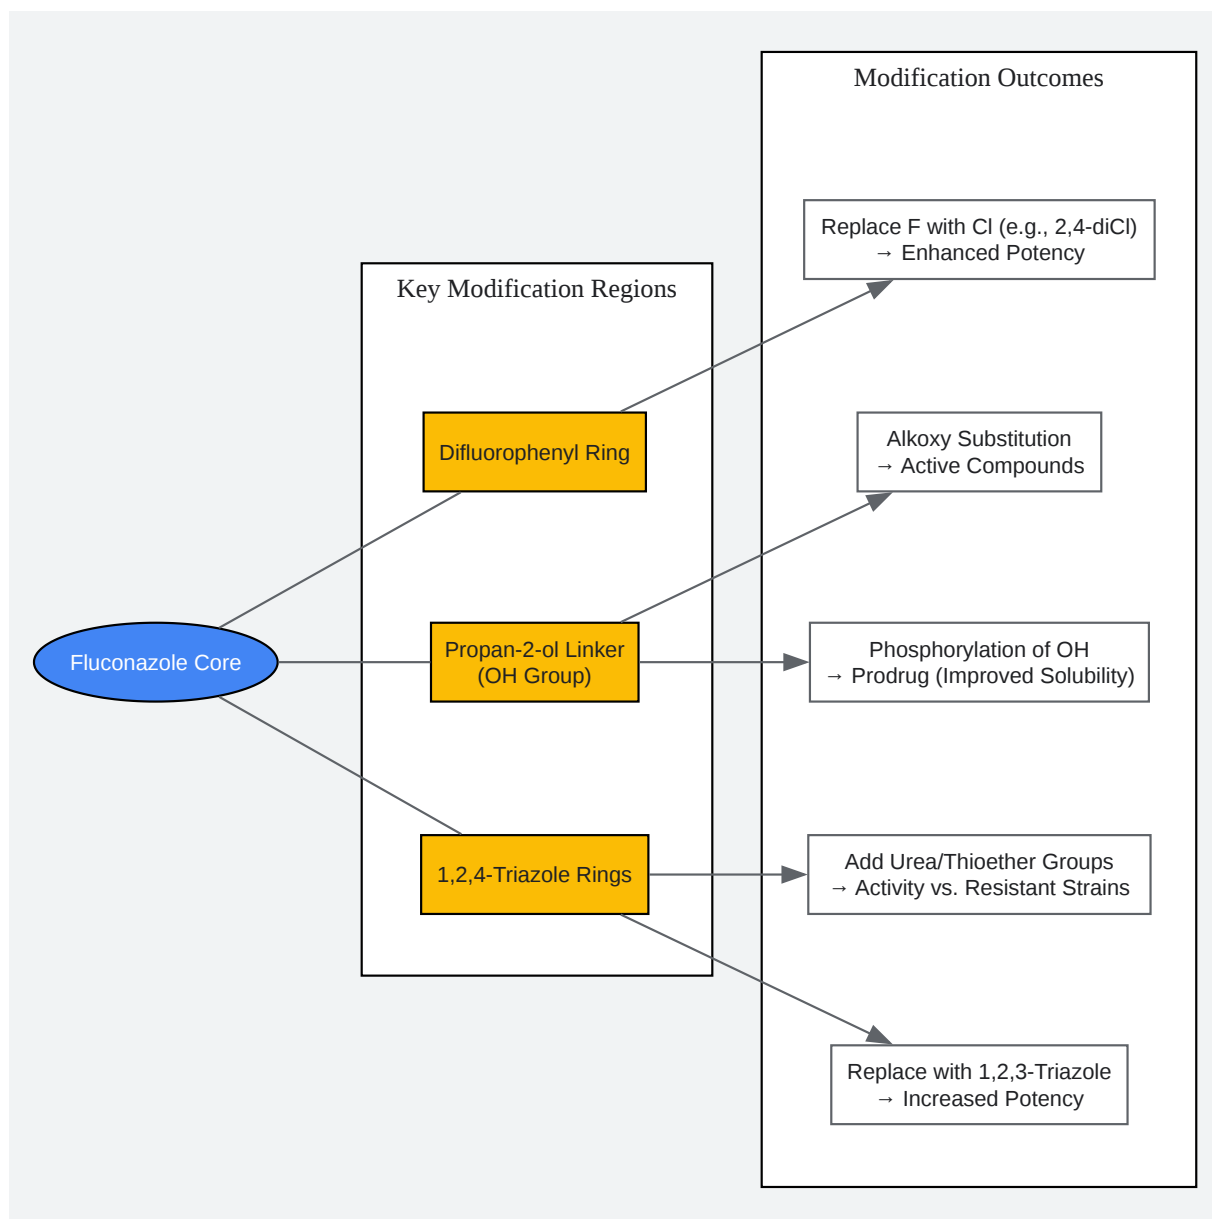 Modification Outcomes
Replace F with Cl (e.g., 2,4-diCl)
→ Enhanced Potency
Key Modification Regions
Difluorophenyl Ring
Alkoxy Substitution
→ Active Compounds
Fluconazole Core
Propan-2-ol Linker
(OH Group)
Phosphorylation of OH
→ Prodrug (Improved Solubility)
1,2,4-Triazole Rings
Add Urea/Thioether Groups
→ Activity vs. Resistant Strains
Replace with 1,2,3-Triazole
→ Increased Potency